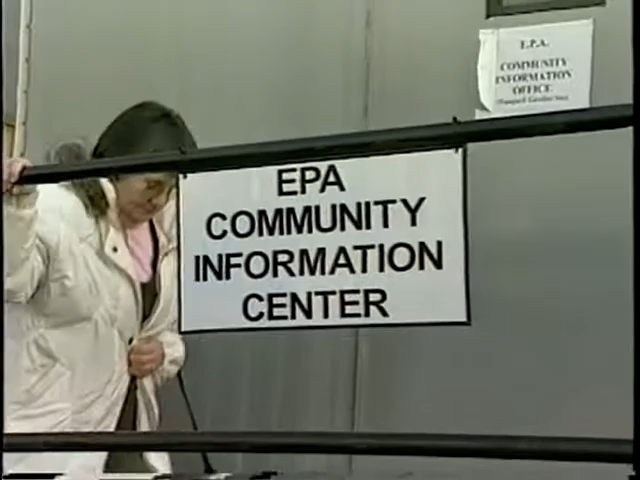 E.P.A.
COMMUNITY
INFORMATION
OFFICE
EPA
COMMUNITY
INFORMATION
CENTER